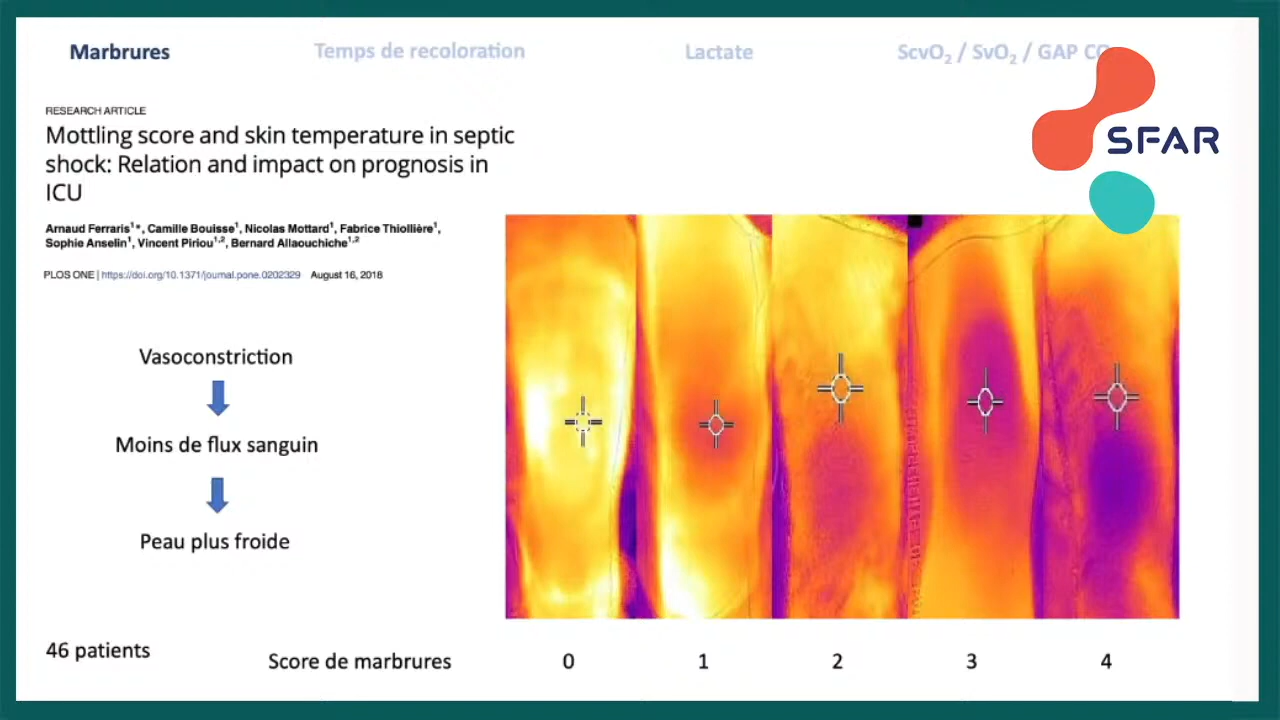 Marbrures
Temps de recoloration
Lactate
ScvO₂ / SvO₂ / GAP
SFAR
RESEARCH ARTICLE
Mottling score and skin temperature in septic
shock: Relation and impact on prognosis in
ICU
Arnaud Ferraris¹*, Camille Bouisse¹, Nicolas Mottard¹, Fabrice Thiollière¹,
Sophie Anselin¹, Vincent Piriou¹,², Bernard Allaouchiche¹,²
PLOS ONE | https://doi.org/10.1371/journal.pone.0202329 August 16, 2018
Vasoconstriction
Moins de flux sanguin
Peau plus froide
46 patients
Score de marbrures 0 1 2 3 4